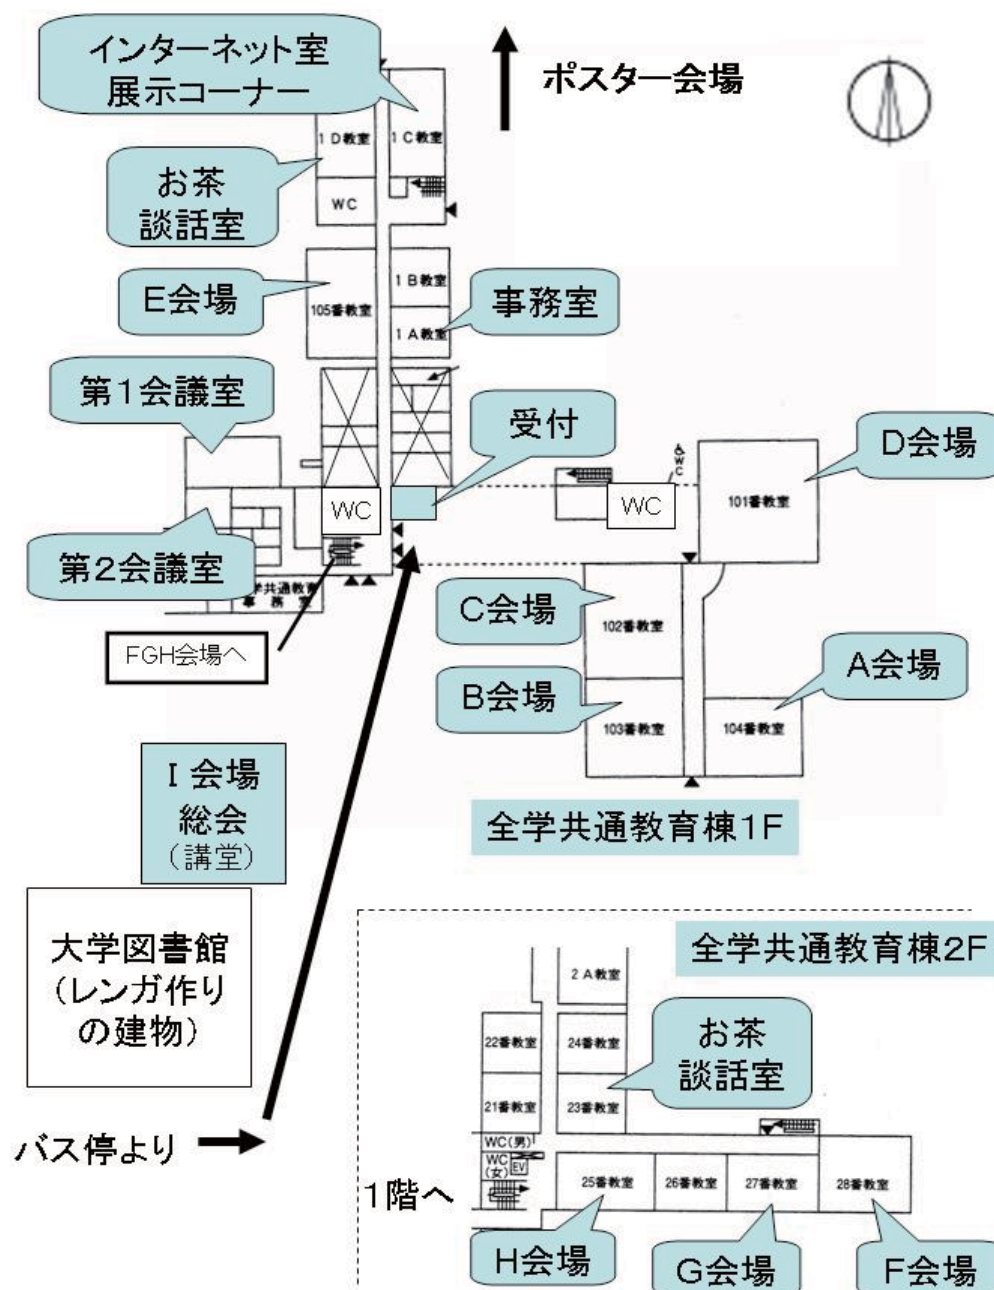 インターネット室
展示コーナー
ポスター会場
1D教室
1C教室
お茶
談話室
WC
E会場
1B教室
事務室
105番教室
1A教室
第1会議室
受付
D会場
WC
WC
WC
101番教室
第2会議室
学共通教育
事務室
C会場
102番教室
FGH会場へ
A会場
B会場
103番教室
104番教室
I会場
総会
(講堂)
全学共通教育棟1F
大学図書館
(レンガ作り
の建物)
バス停より
全学共通教育棟2F
2A教室
22番教室
24番教室
お茶
談話室
21番教室
23番教室
WC(男)
WC
(女)
EV
1階へ
25番教室
26番教室
27番教室
28番教室
H会場
G会場
F会場